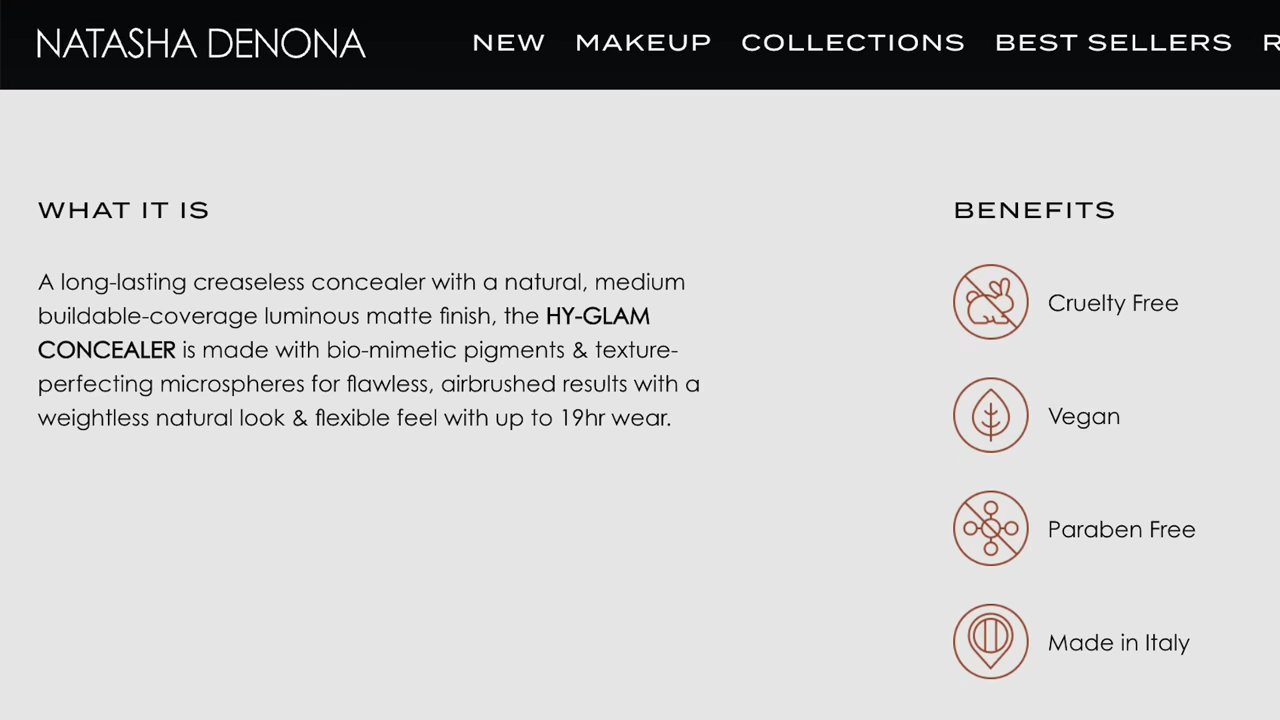 NATASHA DENONA
NEW MAKEUP COLLECTIONS BEST SELLERS
WHAT IT IS
A long-lasting creaseless concealer with a natural, medium
buildable-coverage luminous matte finish, the HY-GLAM
CONCEALER is made with bio-mimetic pigments & texture-
perfecting microspheres for flawless, airbrushed results with a
weightless natural look & flexible feel with up to 19hr wear.
BENEFITS
Cruelty Free
Vegan
Paraben Free
Made in Italy